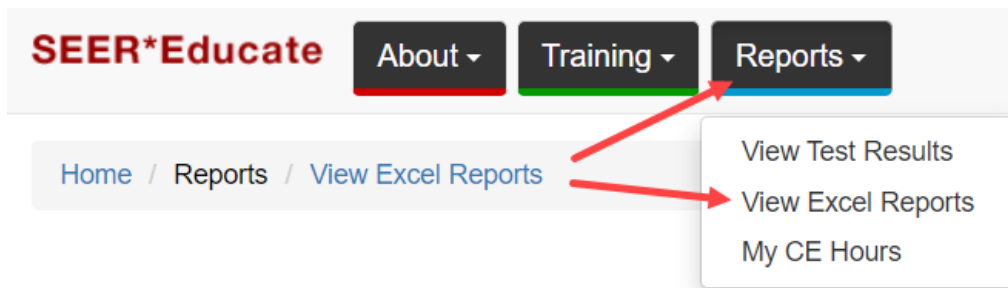 SEER*Educate About Training Reports
Home / Reports / View Excel Reports
View Test Results
View Excel Reports
My CE Hours